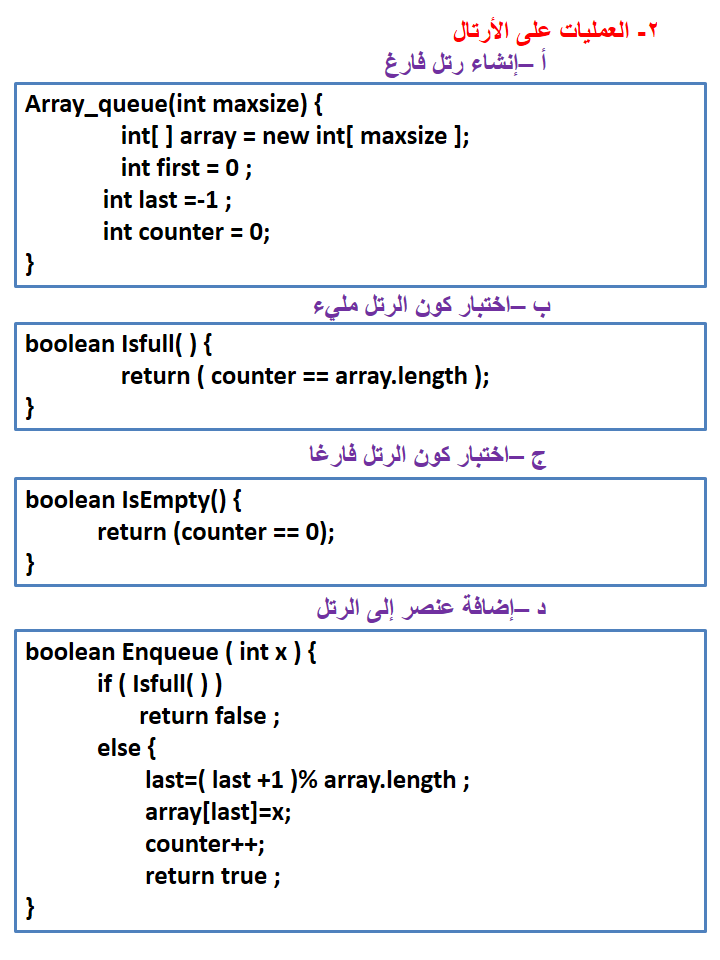 ٢- العمليات على الأرتال
أ –إنشاء رتل فارغ
Array_queue(int maxsize) {
int[ ] array = new int[ maxsize ];
int first = 0 ;
int last =-1 ;
int counter = 0;
}
ب –اختبار كون الرتل مليء
boolean Isfull( ) {
return ( counter == array.length );
}
ج –اختبار كون الرتل فارغا
boolean IsEmpty() {
return (counter == 0);
}
د –إضافة عنصر إلى الرتل
boolean Enqueue ( int x ) {
if ( Isfull( ) )
return false ;
else {
last=( last +1 )% array.length ;
array[last]=x;
counter++;
return true ;
}